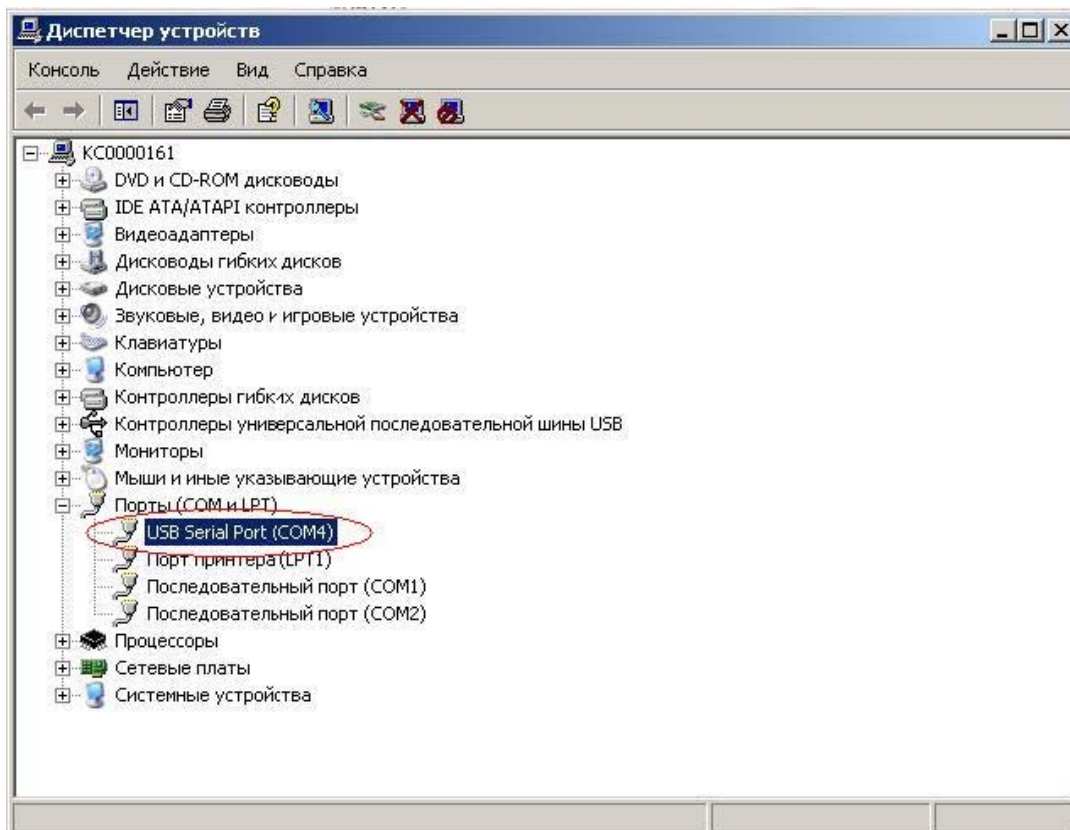 Диспетчер устройств
Консоль Действие Вид Справка
КС0000161
DVD и CD-ROM дисководы
IDE ATA/ATAPI контроллеры
Видеоадаптеры
Дисководы гибких дисков
Дисковые устройства
Звуковые, видео и игровые устройства
Клавиатуры
Компьютер
Контроллеры гибких дисков
Контроллеры универсальной последовательной шины USB
Мониторы
Мыши и иные указывающие устройства
Порты (COM и LPT)
USB Serial Port (COM4)
Порт принтера (LPT1)
Последовательный порт (COM1)
Последовательный порт (COM2)
Процессоры
Сетевые платы
Системные устройства